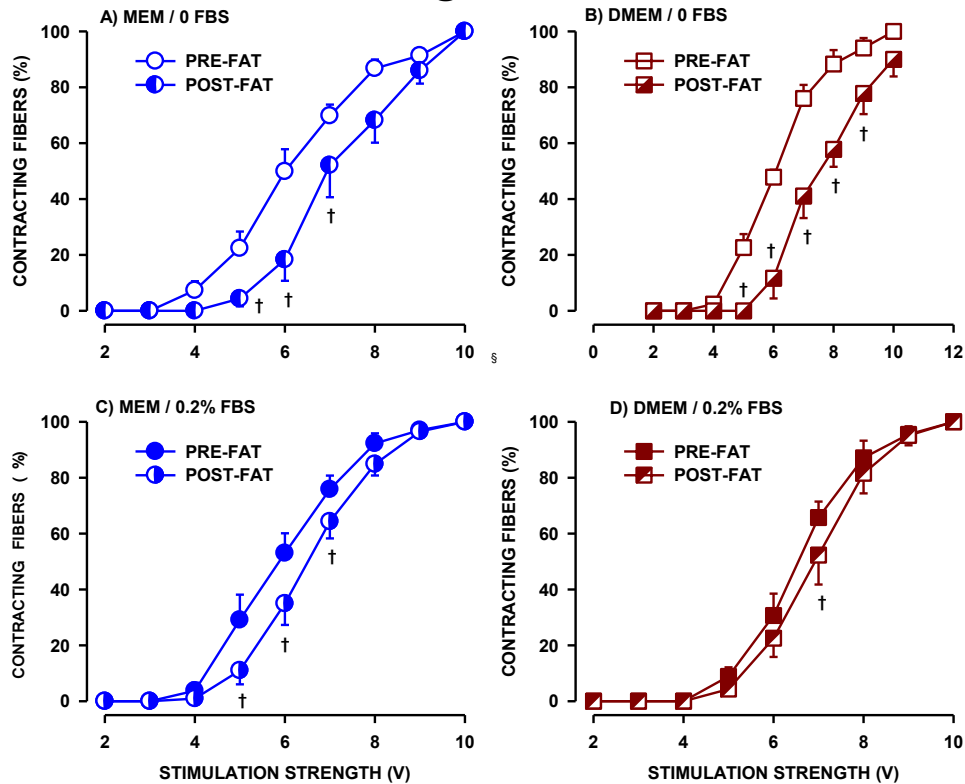 A) MEM / 0 FBS
PRE-FAT
POST-FAT
CONTRACTING FIBERS (%)
100
80
60
40
20
0
2 4 6 8 10
†
†
†
§
B) DMEM / 0 FBS
PRE-FAT
POST-FAT
CONTRACTING FIBERS (%)
100
80
60
40
20
0
0 2 4 6 8 10 12
†
†
†
†
†
C) MEM / 0.2% FBS
PRE-FAT
POST-FAT
CONTRACTING FIBERS ( %)
100
80
60
40
20
0
2 4 6 8 10
†
†
†
STIMULATION STRENGTH (V)
D) DMEM / 0.2% FBS
PRE-FAT
POST-FAT
CONTRACTING FIBERS (%)
100
80
60
40
20
0
2 4 6 8 10
†
STIMULATION STRENGTH (V)